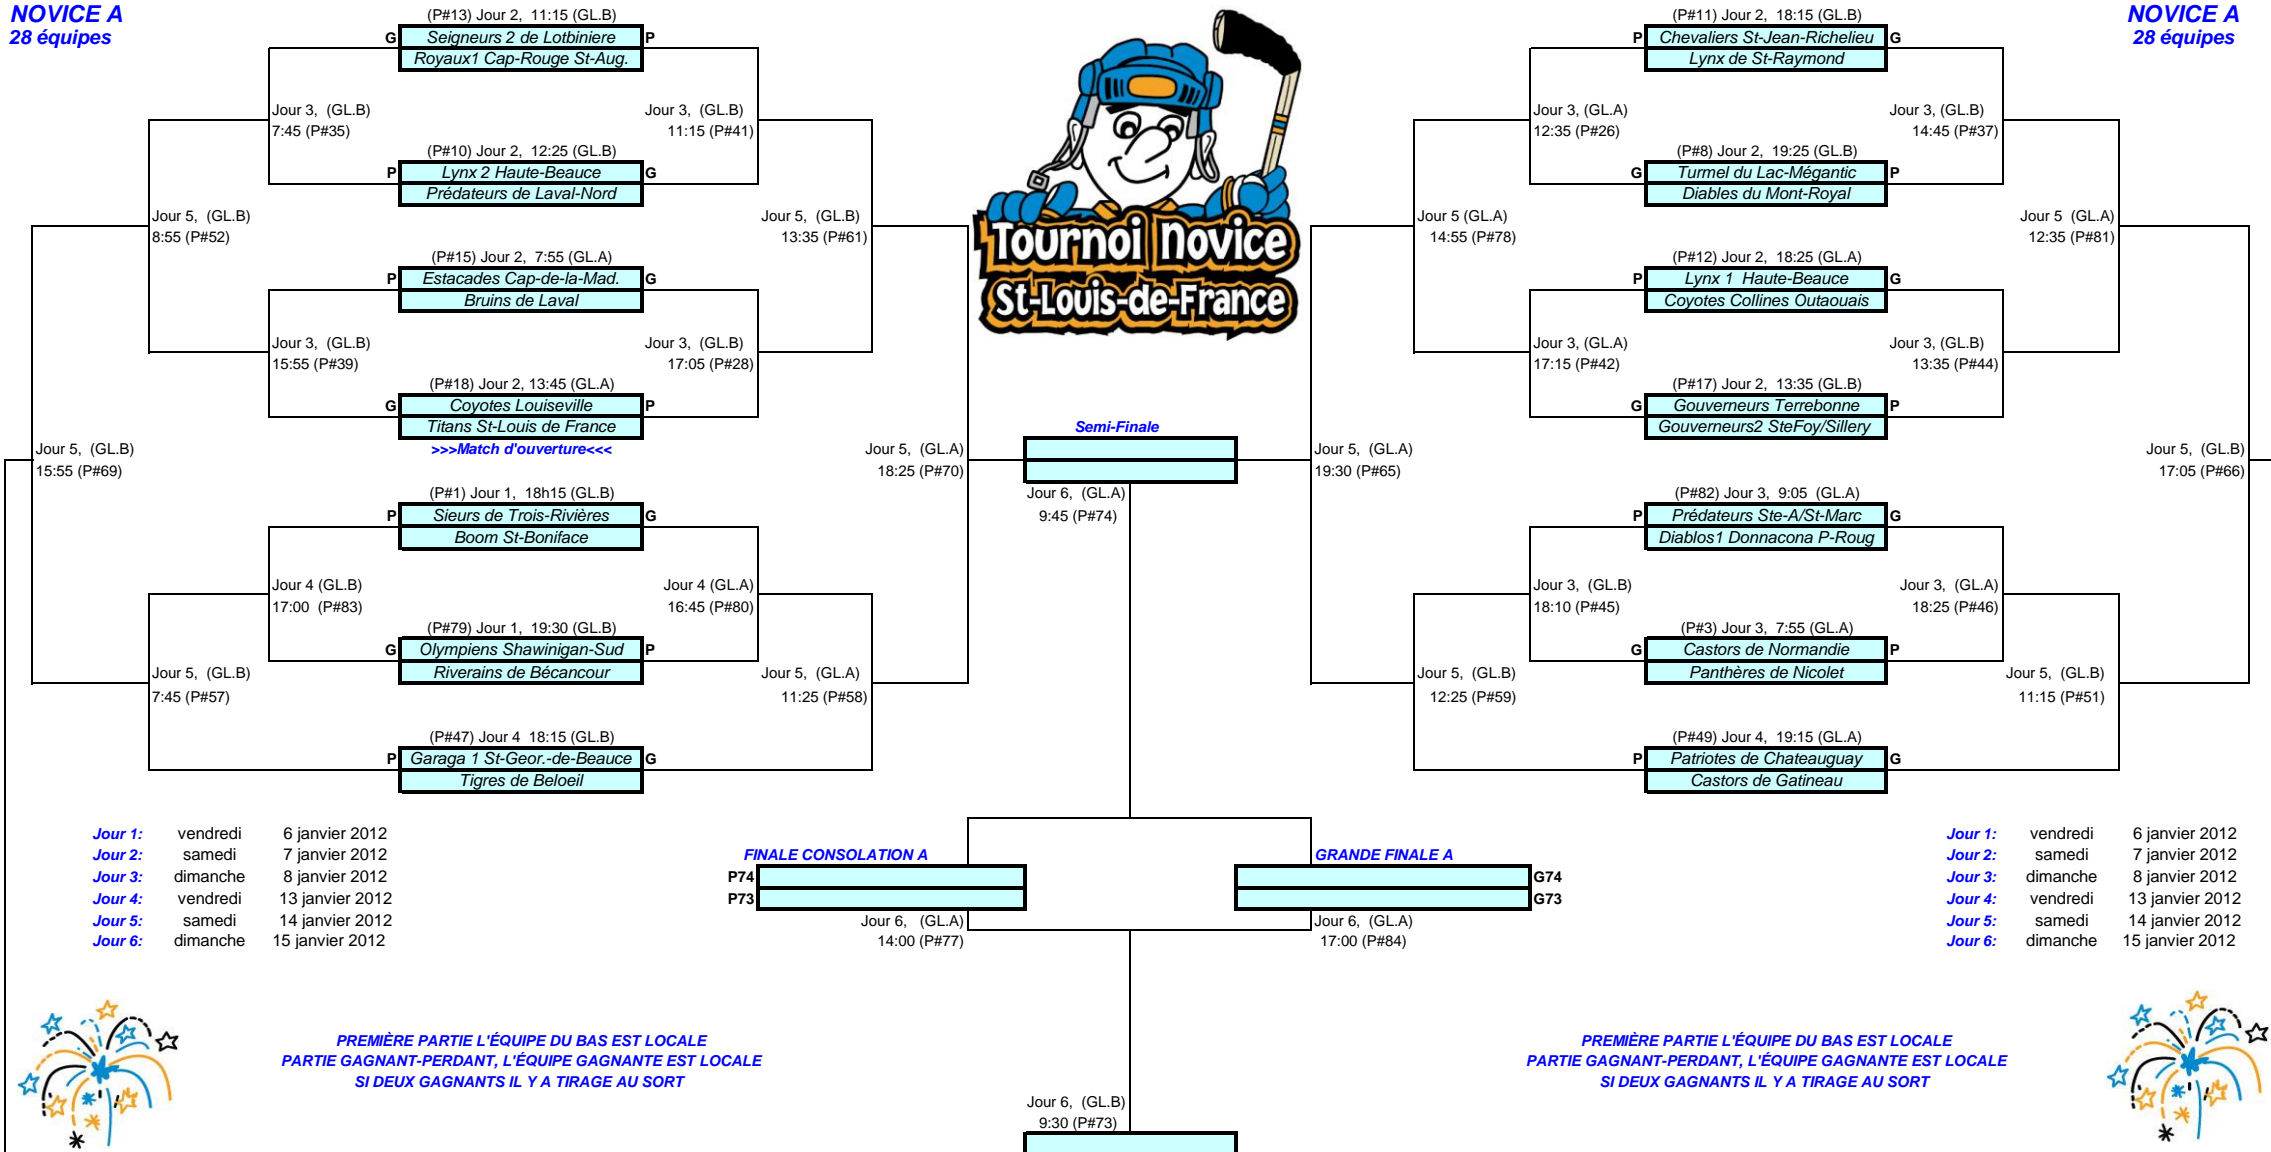 NOVICE A
28 équipes
NOVICE A
28 équipes
(P#13) Jour 2, 11:15 (GL.B)
G Seigneurs 2 de Lotbiniere P
Royaux1 Cap-Rouge St-Aug.
Jour 3, (GL.B)
7:45 (P#35)
Jour 3, (GL.B)
11:15 (P#41)
(P#10) Jour 2, 12:25 (GL.B)
P Lynx 2 Haute-Beauce G
Prédateurs de Laval-Nord
Jour 5, (GL.B)
8:55 (P#52)
Jour 5, (GL.B)
13:35 (P#61)
(P#15) Jour 2, 7:55 (GL.A)
P Estacades Cap-de-la-Mad. G
Bruins de Laval
Jour 3, (GL.B)
15:55 (P#39)
Jour 3, (GL.B)
17:05 (P#28)
(P#18) Jour 2, 13:45 (GL.A)
G Coyotes Louiseville P
Titans St-Louis de France
>>>Match d'ouverture<<<
Jour 5, (GL.B)
15:55 (P#69)
Jour 5, (GL.A)
18:25 (P#70)
(P#1) Jour 1, 18h15 (GL.B)
P Sieurs de Trois-Rivières G
Boom St-Boniface
Jour 4 (GL.B)
17:00 (P#83)
Jour 4 (GL.A)
16:45 (P#80)
(P#79) Jour 1, 19:30 (GL.B)
G Olympiens Shawinigan-Sud P
Riverains de Bécancour
Jour 5, (GL.B)
7:45 (P#57)
Jour 5, (GL.A)
11:25 (P#58)
(P#47) Jour 4 18:15 (GL.B)
P Garaga 1 St-Geor.-de-Beauce G
Tigres de Beloeil
Tournoi Novice
St-Louis-de-France
Semi-Finale
Jour 6, (GL.A)
9:45 (P#74)
(P#11) Jour 2, 18:15 (GL.B)
P Chevaliers St-Jean-Richelieu G
Lynx de St-Raymond
Jour 3, (GL.A)
12:35 (P#26)
Jour 3, (GL.B)
14:45 (P#37)
(P#8) Jour 2, 19:25 (GL.B)
G Turmel du Lac-Mégantic P
Diables du Mont-Royal
Jour 5 (GL.A)
14:55 (P#78)
Jour 5 (GL.A)
12:35 (P#81)
(P#12) Jour 2, 18:25 (GL.A)
P Lynx 1 Haute-Beauce G
Coyotes Collines Outaouais
Jour 3, (GL.A)
17:15 (P#42)
Jour 3, (GL.B)
13:35 (P#44)
(P#17) Jour 2, 13:35 (GL.B)
G Gouverneurs Terrebonne P
Gouverneurs2 SteFoy/Sillery
Jour 5, (GL.A)
19:30 (P#65)
Jour 5, (GL.B)
17:05 (P#66)
(P#82) Jour 3, 9:05 (GL.A)
P Prédateurs Ste-A/St-Marc G
Diablos1 Donnacona P-Roug
Jour 3, (GL.B)
18:10 (P#45)
Jour 3, (GL.A)
18:25 (P#46)
(P#3) Jour 3, 7:55 (GL.A)
G Castors de Normandie P
Panthères de Nicolet
Jour 5, (GL.B)
12:25 (P#59)
Jour 5, (GL.B)
11:15 (P#51)
(P#49) Jour 4, 19:15 (GL.A)
P Patriotes de Chateauguay G
Castors de Gatineau
Jour 1: vendredi 6 janvier 2012
Jour 2: samedi 7 janvier 2012
Jour 3: dimanche 8 janvier 2012
Jour 4: vendredi 13 janvier 2012
Jour 5: samedi 14 janvier 2012
Jour 6: dimanche 15 janvier 2012
FINALE CONSOLATION A
P74
P73
Jour 6, (GL.A)
14:00 (P#77)
GRANDE FINALE A
G74
G73
Jour 6, (GL.A)
17:00 (P#84)
Jour 1: vendredi 6 janvier 2012
Jour 2: samedi 7 janvier 2012
Jour 3: dimanche 8 janvier 2012
Jour 4: vendredi 13 janvier 2012
Jour 5: samedi 14 janvier 2012
Jour 6: dimanche 15 janvier 2012
PREMIÈRE PARTIE L'ÉQUIPE DU BAS EST LOCALE
PARTIE GAGNANT-PERDANT, L'ÉQUIPE GAGNANTE EST LOCALE
SI DEUX GAGNANTS IL Y A TIRAGE AU SORT
PREMIÈRE PARTIE L'ÉQUIPE DU BAS EST LOCALE
PARTIE GAGNANT-PERDANT, L'ÉQUIPE GAGNANTE EST LOCALE
SI DEUX GAGNANTS IL Y A TIRAGE AU SORT
Jour 6, (GL.B)
9:30 (P#73)